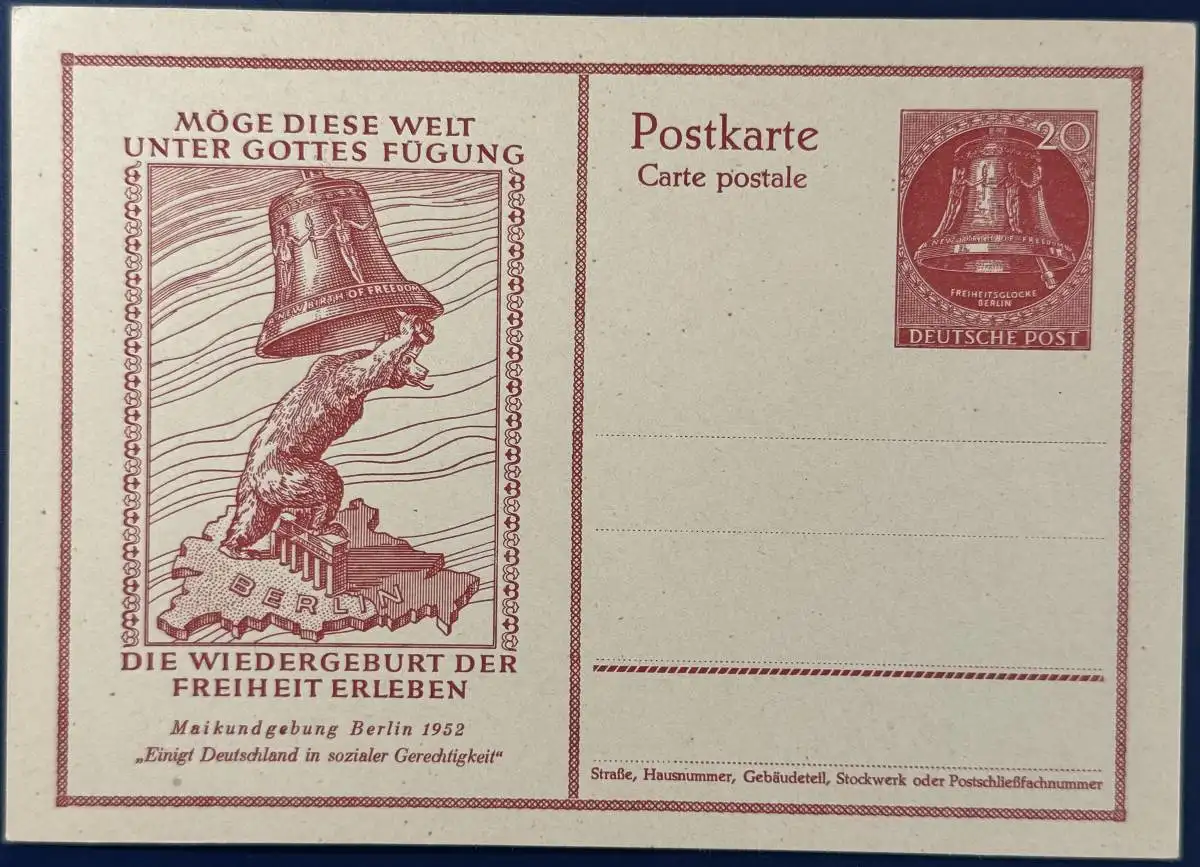 MÖGE DIESE WELT
UNTER GOTTES FÜGUNG
NEW BIRTH OF FREEDOM
BERLIN
DIE WIEDERGEBURT DER
FREIHEIT ERLEBEN
Maikundgebung Berlin 1952
„Einigt Deutschland in sozialer Gerechtigkeit“
Postkarte
Carte postale
20
NEW BIRTH OF FREEDOM
FREIHEITSGLOCKE
BERLIN
DEUTSCHE POST
Straße, Hausnummer, Gebäudeteil, Stockwerk oder Postschließfachnummer